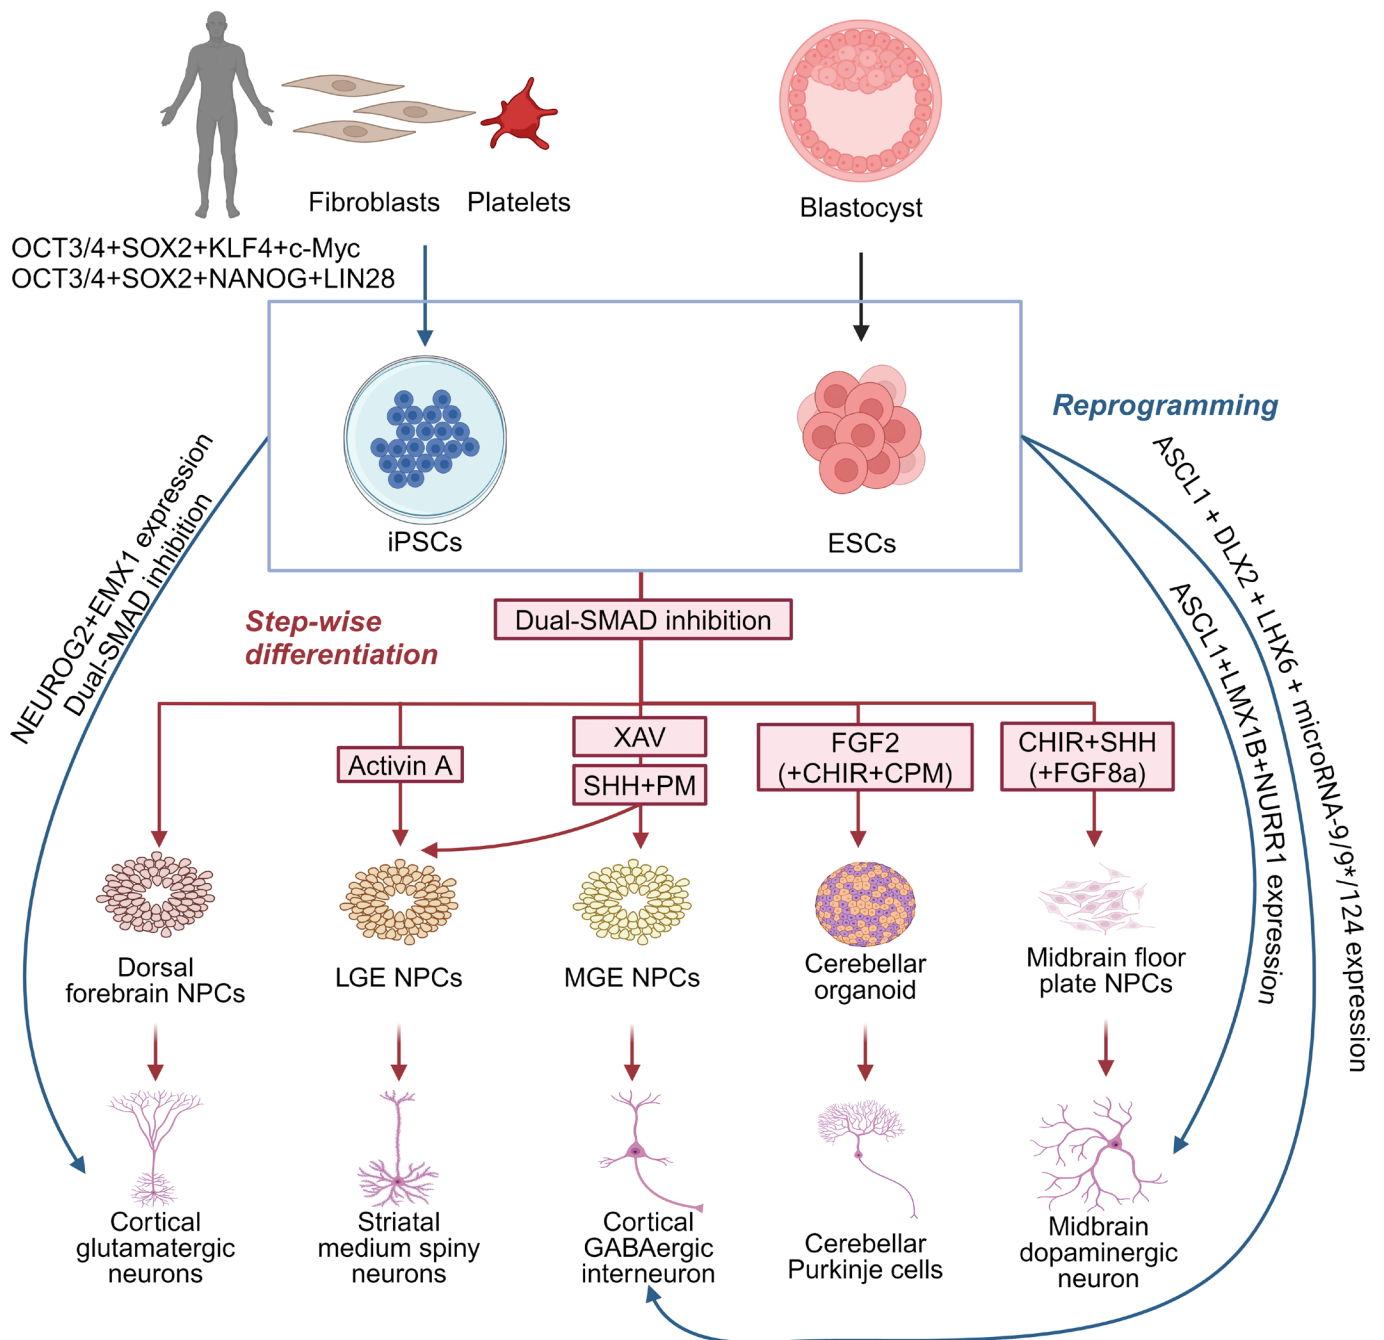 Fibroblasts
Platelets
Blastocyst
OCT3/4+SOX2+KLF4+c-Myc
OCT3/4+SOX2+NANOG+LIN28
iPSCs
ESCs
Reprogramming
NEUROG2+EMX1 expression
Dual-SMAD inhibition
ASCL1 + DLX2 + LHX6 + microRNA-9/9*/124 expression
ASCL1+LMX1B+NURR1 expression
Step-wise
differentiation
Dual-SMAD inhibition
Activin A
XAV
SHH+PM
FGF2
(+CHIR+CPM)
CHIR+SHH
(+FGF8a)
Dorsal
forebrain NPCs
LGE NPCs
MGE NPCs
Cerebellar
organoid
Midbrain floor
plate NPCs
Cortical
glutamatergic
neurons
Striatal
medium spiny
neurons
Cortical
GABAergic
interneuron
Cerebellar
Purkinje cells
Midbrain
dopaminergic
neuron